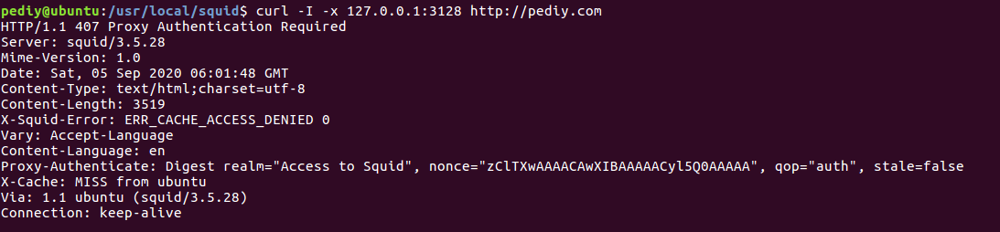 pediy@ubuntu:/usr/local/squid$ curl -I -x 127.0.0.1:3128 http://pediy.com
HTTP/1.1 407 Proxy Authentication Required
Server: squid/3.5.28
Mime-Version: 1.0
Date: Sat, 05 Sep 2020 06:01:48 GMT
Content-Type: text/html;charset=utf-8
Content-Length: 3519
X-Squid-Error: ERR_CACHE_ACCESS_DENIED 0
Vary: Accept-Language
Content-Language: en
Proxy-Authenticate: Digest realm="Access to Squid", nonce="zClTXwAAAACAwXIBAAAAACyl5Q0AAAAA", qop="auth", stale=false
X-Cache: MISS from ubuntu
Via: 1.1 ubuntu (squid/3.5.28)
Connection: keep-alive